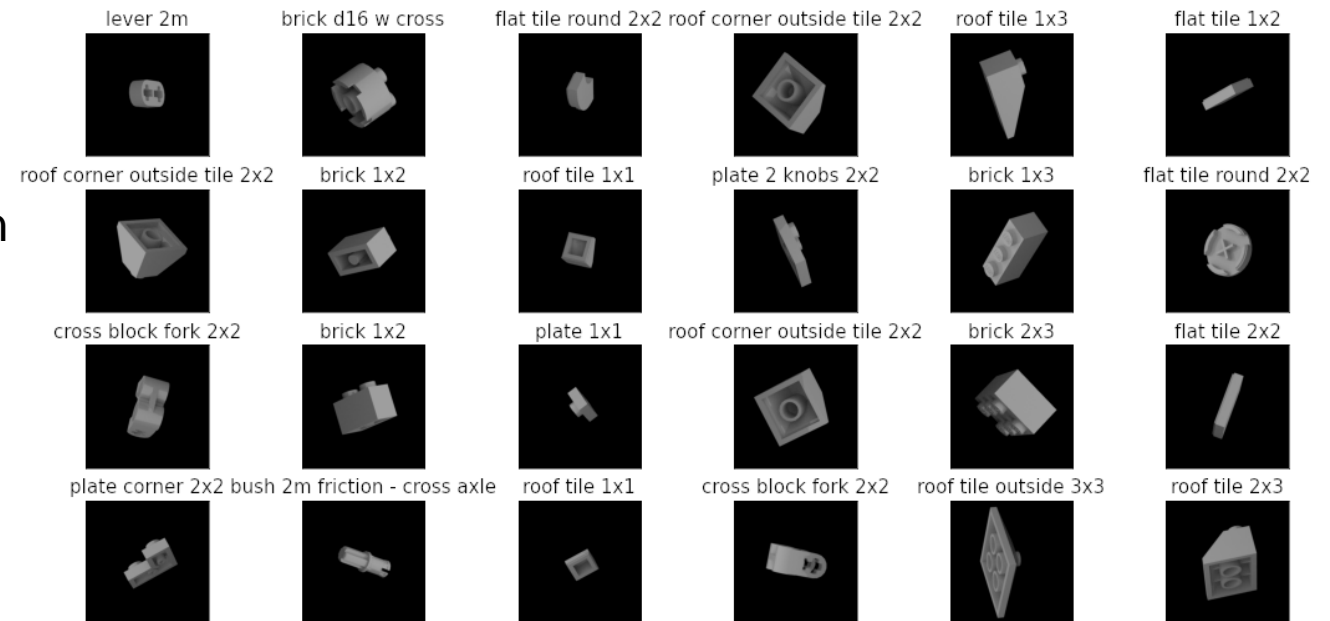 lever 2m brick d16 w cross flat tile round 2x2 roof corner outside tile 2x2 roof tile 1x3 flat tile 1x2
roof corner outside tile 2x2 brick 1x2 roof tile 1x1 plate 2 knobs 2x2 brick 1x3 flat tile round 2x2
n
cross block fork 2x2 brick 1x2 plate 1x1 roof corner outside tile 2x2 brick 2x3 flat tile 2x2
plate corner 2x2 bush 2m friction - cross axle roof tile 1x1 cross block fork 2x2 roof tile outside 3x3 roof tile 2x3